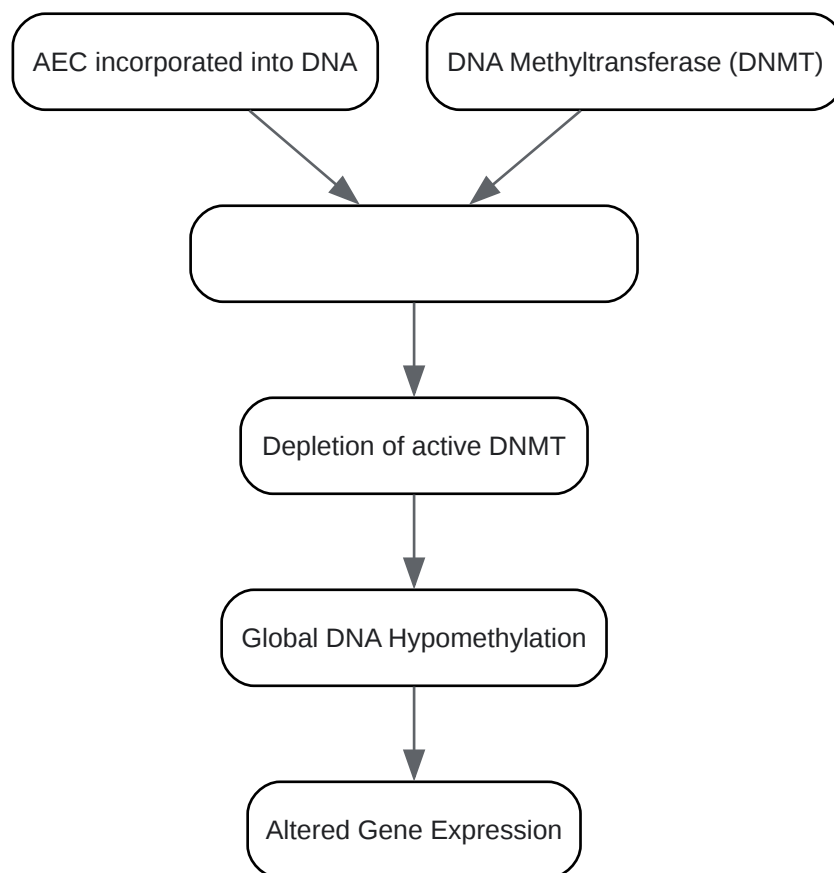 AEC incorporated into DNA
DNA Methyltransferase (DNMT)
Depletion of active DNMT
Global DNA Hypomethylation
Altered Gene Expression